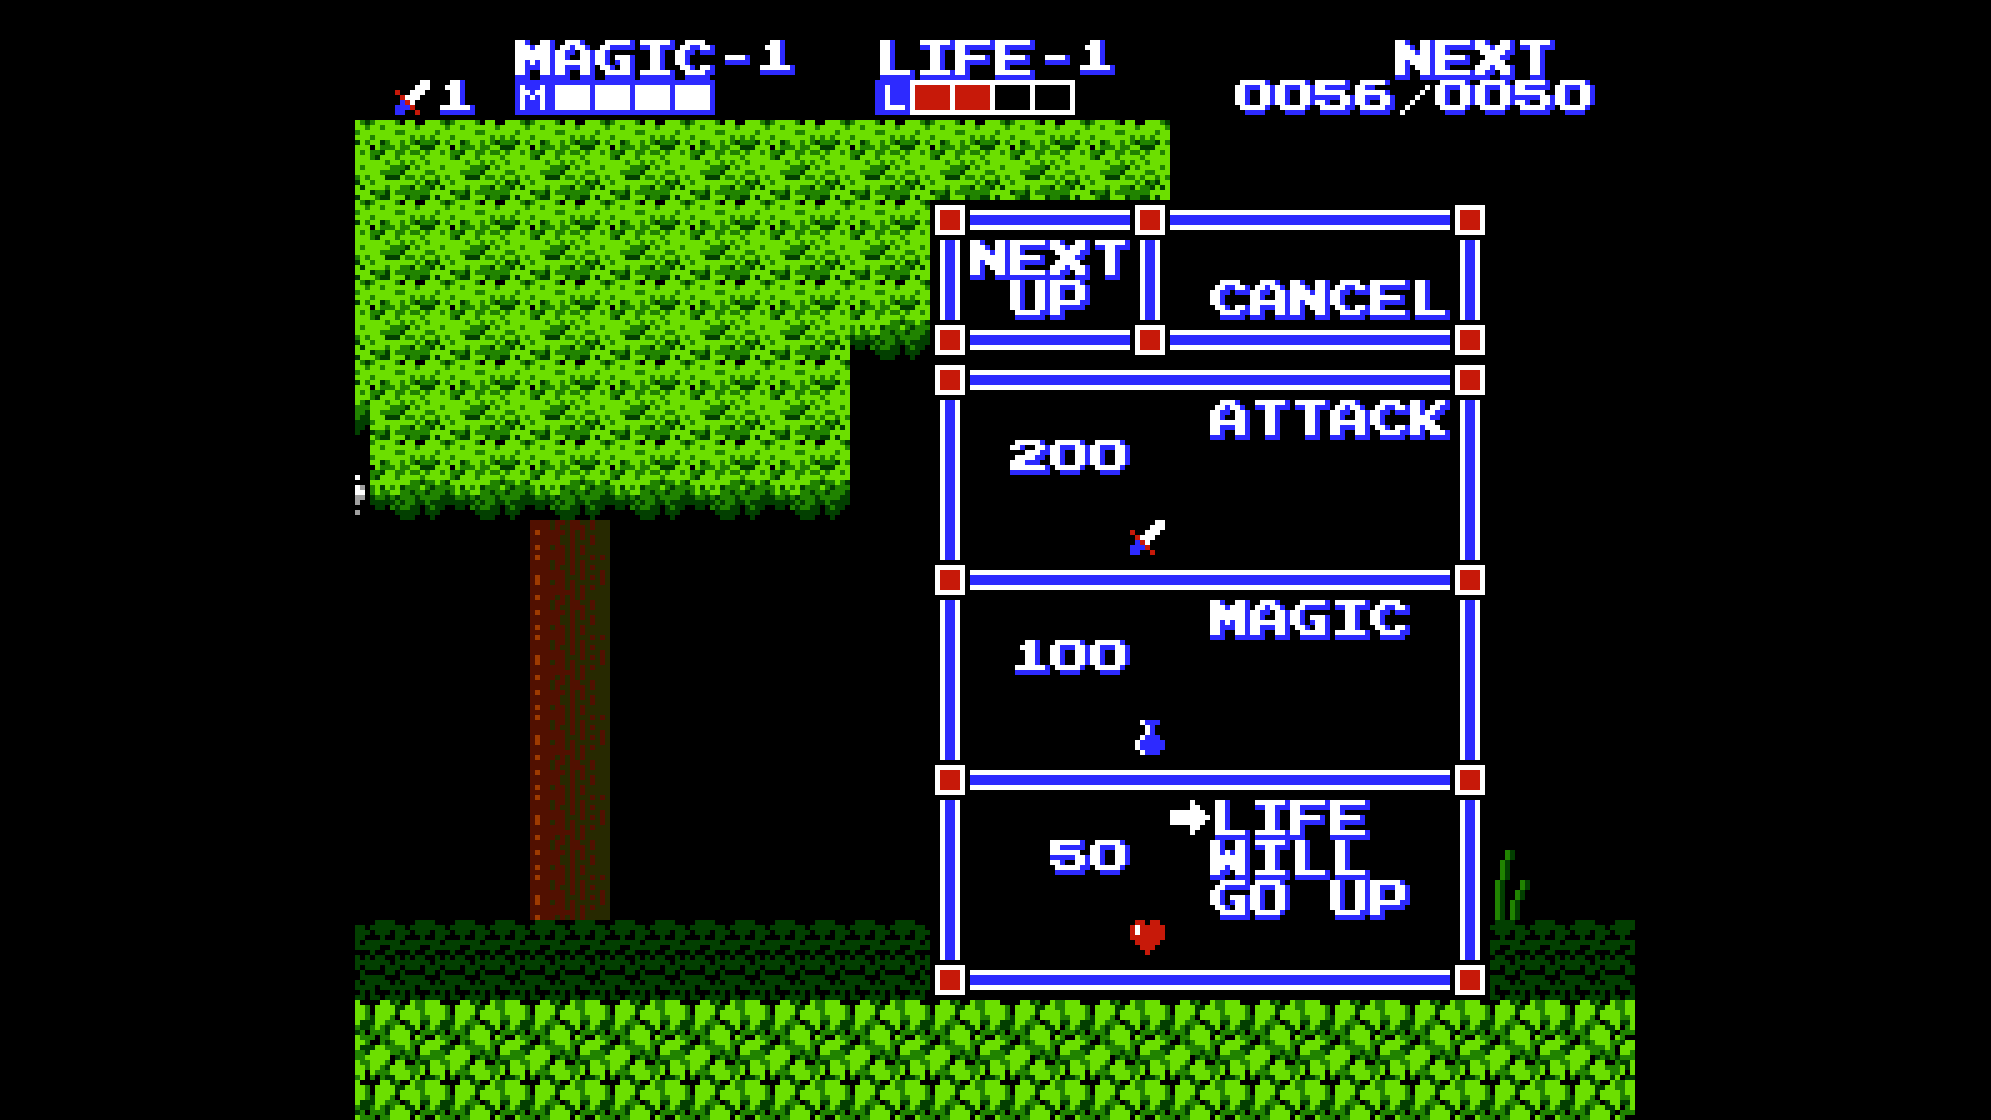 MAGIC-1 LIFE-1 NEXT
1 M L 0056/0050
NEXT
UP
CANCEL
ATTACK
200
MAGIC
100
LIFE
WILL
50
GO UP